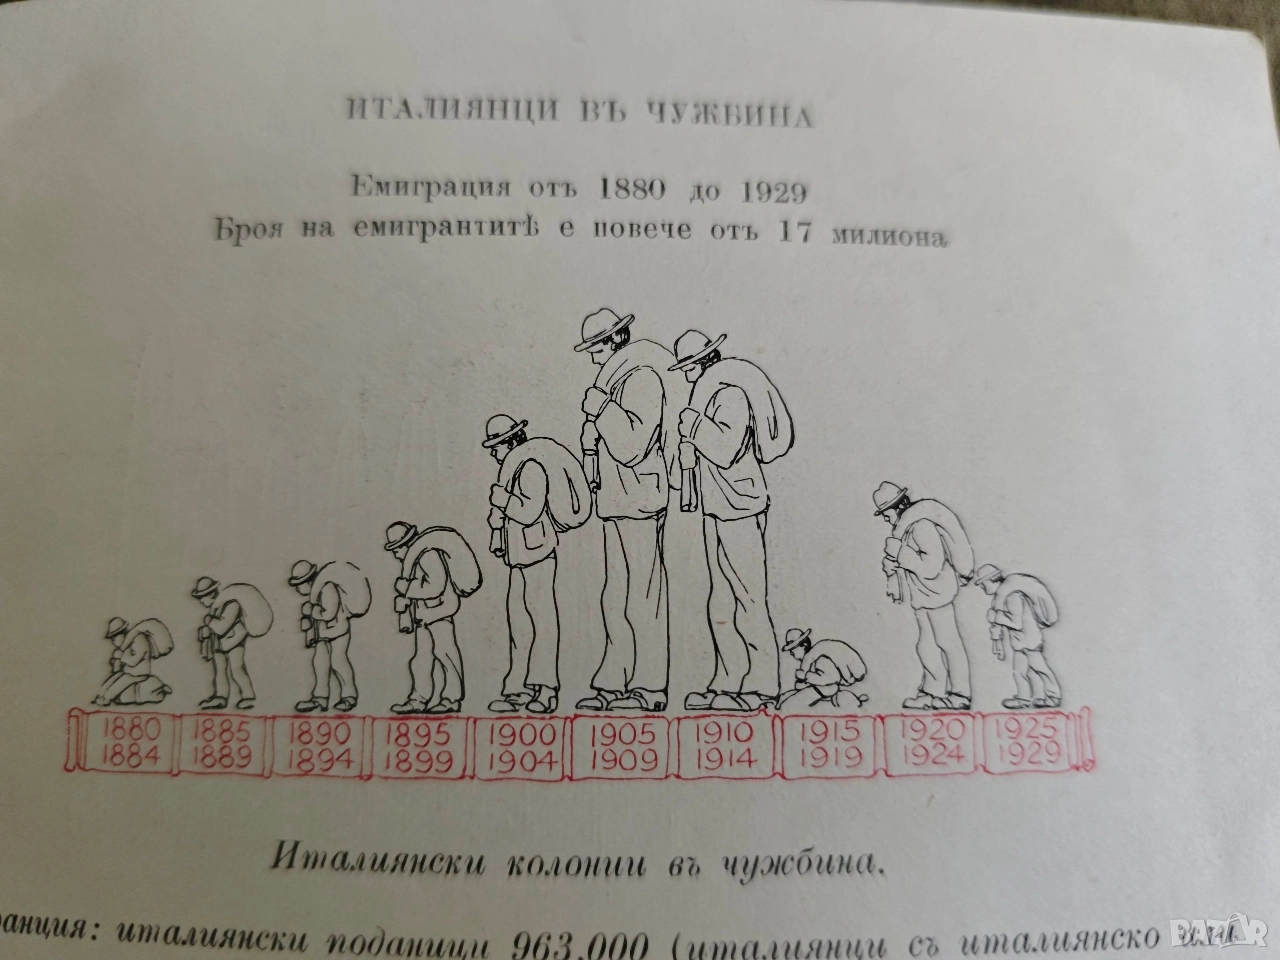 ИТАЛИЯНЦИ ВЪ ЧУЖБИНА
Емиграция отъ 1880 до 1929
Броя на емигрантитѣ е повече отъ 17 милиона
1880 1885 1890 1895 1900 1905 1910 1915 1920 1925
1884 1889 1894 1899 1904 1909 1914 1919 1924 1929
Италиянски колонии въ чужбина.
италиянски поданици 963.000 (италиянци съ италиянско
BAZAR